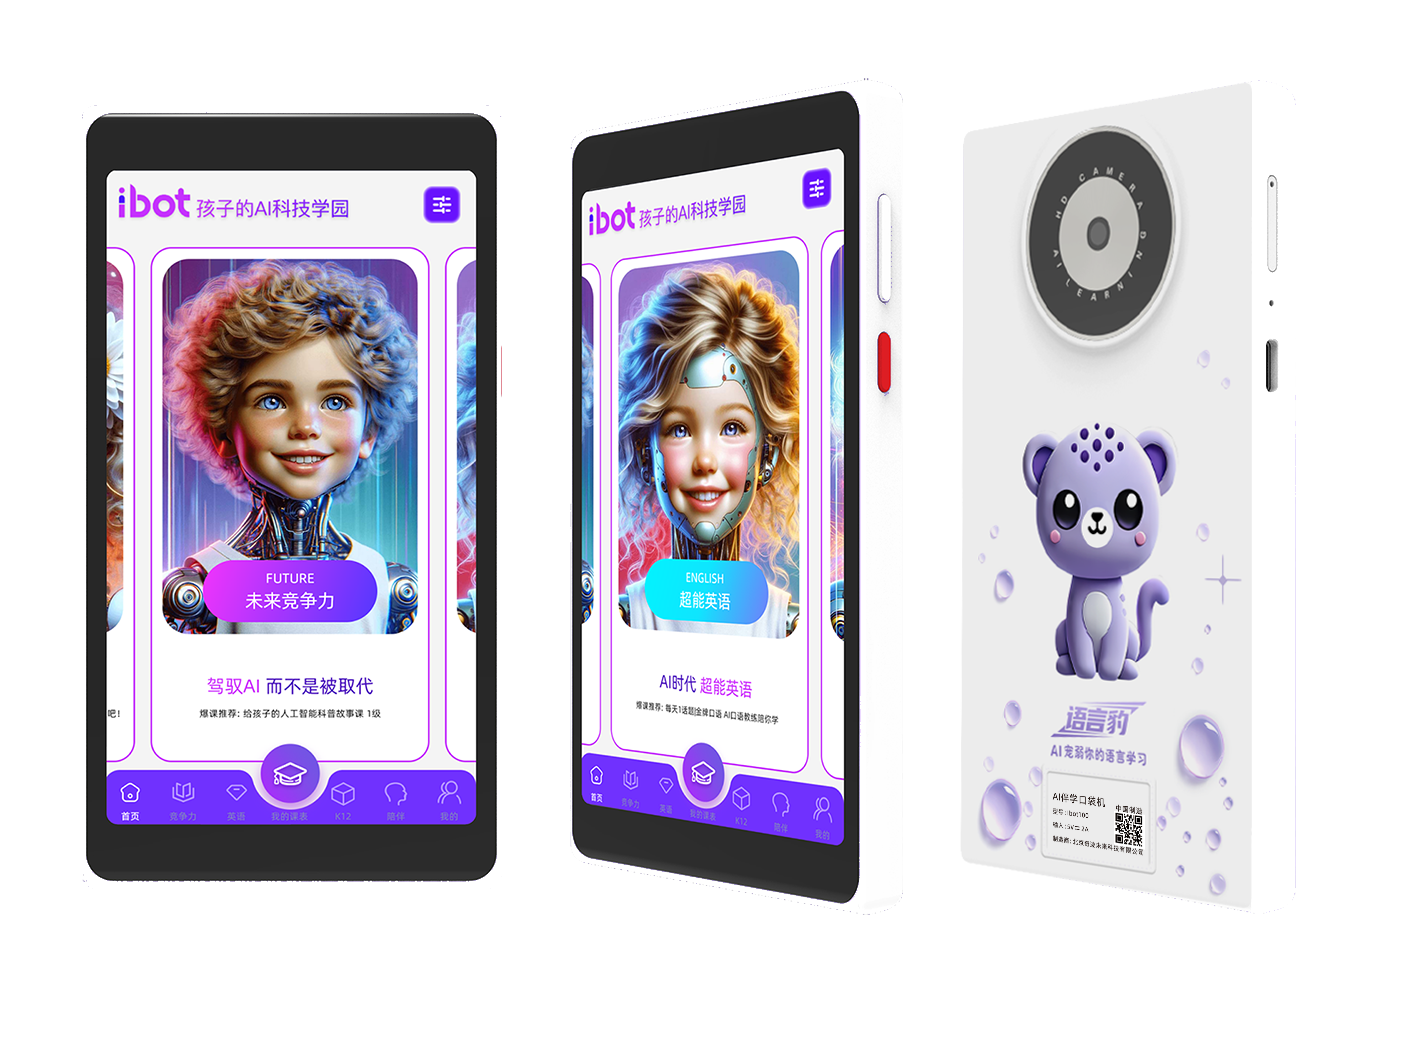 ibot 孩子的AI科技学园
FUTURE
未来竞争力
驾驭AI 而不是被取代
爆课推荐: 给孩子的人工智能科普故事课 1级
吧!
首页 竞争力 英语 我的课表 K12 陪伴 我的
ibot 孩子的AI科技学园
ENGLISH
超能英语
AI时代 超能英语
爆课推荐: 每天1话题|金牌口语 AI口语教练陪你学
首页 竞争力 英语 我的课表 K12 陪伴 我的
HD CAMERA
AI LEARNING
语言豹
AI 宠溺你的语言学习
AI伴学口袋机
中国制造
型号: ibot100
输入: 5V=2A